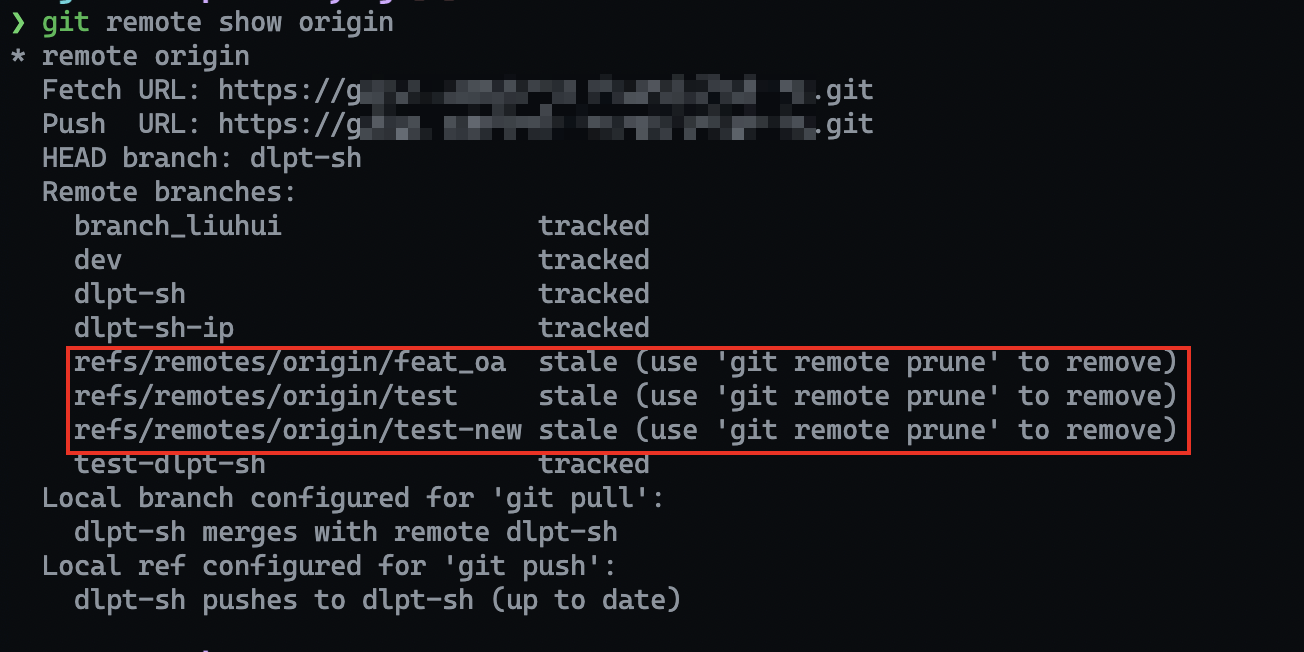 ❯ git remote show origin
* remote origin
  Fetch URL: https://g.git
  Push  URL: https://g.git
  HEAD branch: dlpt-sh
  Remote branches:
    branch_liuhui                tracked
    dev                          tracked
    dlpt-sh                      tracked
    dlpt-sh-ip                   tracked
    refs/remotes/origin/feat_oa  stale (use 'git remote prune' to remove)
    refs/remotes/origin/test     stale (use 'git remote prune' to remove)
    refs/remotes/origin/test-new stale (use 'git remote prune' to remove)
    test-dlpt-sh                 tracked
  Local branch configured for 'git pull':
    dlpt-sh merges with remote dlpt-sh
  Local ref configured for 'git push':
    dlpt-sh pushes to dlpt-sh (up to date)